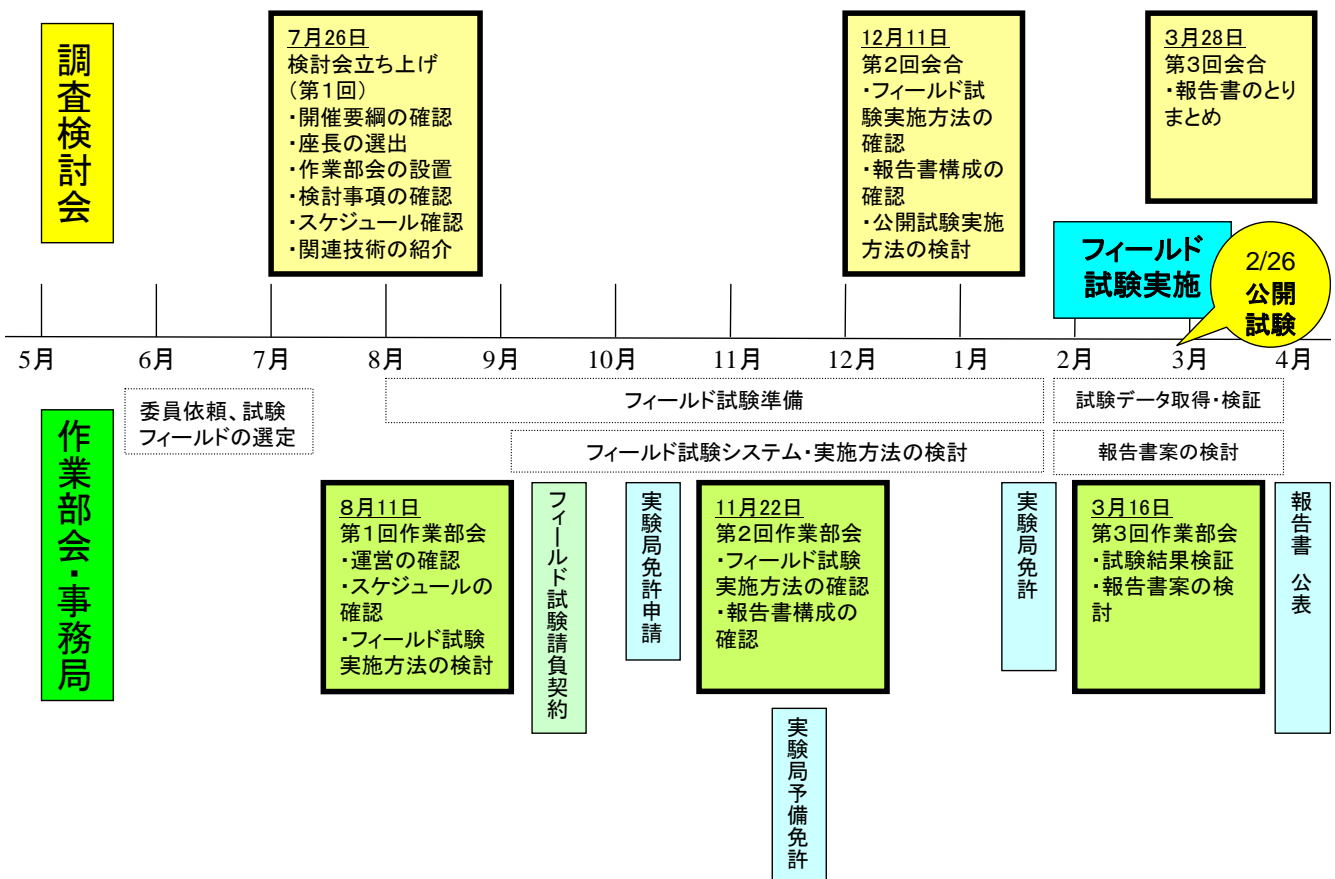 調査検討会
7月26日
検討会立ち上げ
(第1回)
・開催要綱の確認
・座長の選出
・作業部会の設置
・検討事項の確認
・スケジュール確認
・関連技術の紹介
12月11日
第2回会合
・フィールド試
験実施方法の
確認
・報告書構成の
確認
・公開試験実施
方法の検討
3月28日
第3回会合
・報告書のとり
まとめ
フィールド
試験実施
2/26
公開
試験
5月
6月
7月
8月
9月
10月
11月
12月
1月
2月
3月
4月
作業部会・事務局
委員依頼、試験
フィールドの選定
フィールド試験準備
試験データ取得・検証
フィールド試験システム・実施方法の検討
報告書案の検討
8月11日
第1回作業部会
・運営の確認
・スケジュールの
確認
・フィールド試験
実施方法の検討
フィールド試験請負契約
実験局免許申請
11月22日
第2回作業部会
・フィールド試験
実施方法の確認
・報告書構成の
確認
実験局予備免許
実験局免許
3月16日
第3回作業部会
・試験結果検証
・報告書案の検
討
報告書 公表